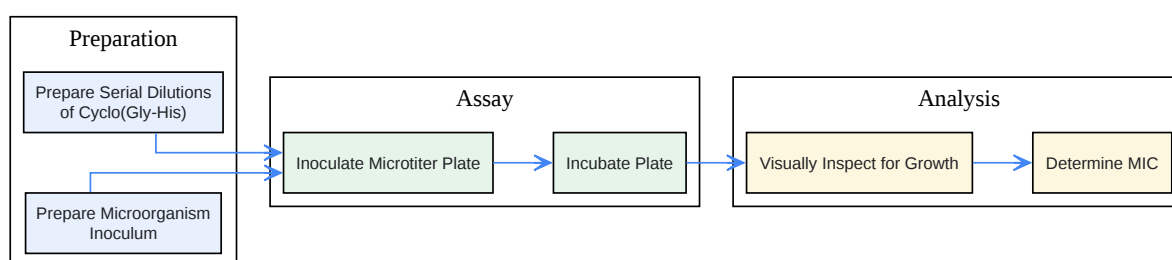 Preparation
Prepare Serial Dilutions
of Cyclo(Gly-His)
Prepare Microorganism
Inoculum
Assay
Inoculate Microtiter Plate
Incubate Plate
Analysis
Visually Inspect for Growth
Determine MIC